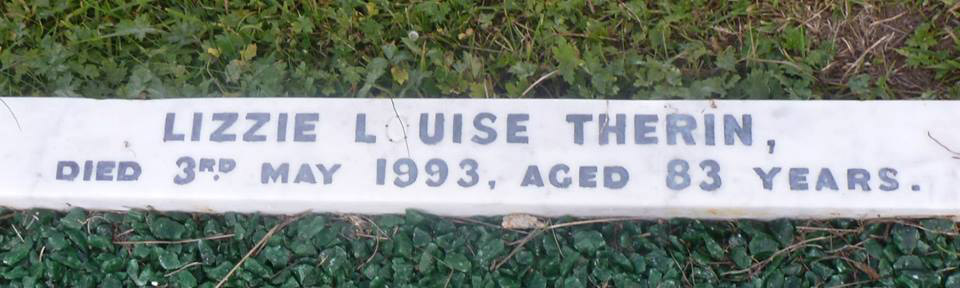 LIZZIE LOUISE THERIN,
DIED 3RD MAY 1993, AGED 83 YEARS.